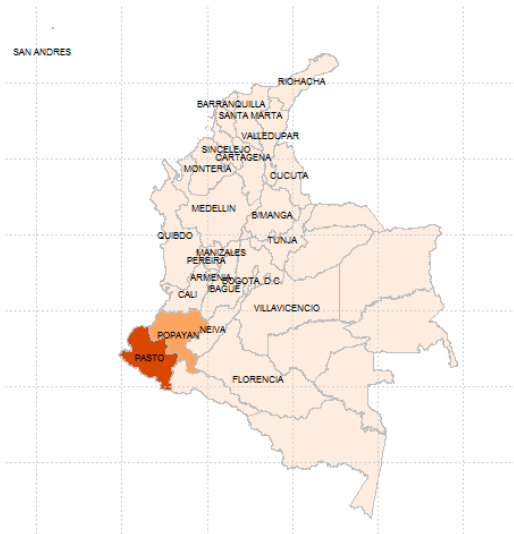 SAN ANDRES
RIOHACHA
BARRANQUILLA
SANTA MARTA
VALLEDUPAR
SINCELEJO
CARTAGENA
MONTERIA
CUCUTA
MEDELLIN
B/MANGA
QUIBDO
TUNJA
MANIZALES
PEREIRA
ARMENIA
BOGOTA, D.C.
IBAGUE
CALI
VILLAVICENCIO
NEIVA
POPAYAN
PASTO
FLORENCIA